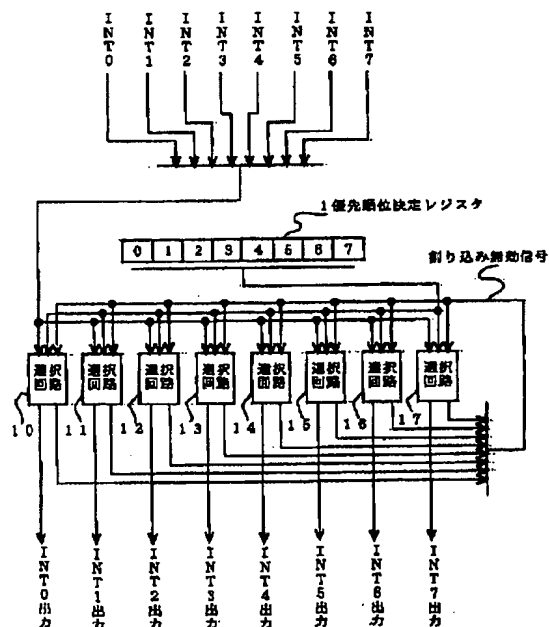 INT0
INT1
INT2
INT3
INT4
INT5
INT6
INT7
1優先順位決定レジスタ
0 1 2 3 4 5 6 7
割り込み無効信号
選択回路
選択回路
選択回路
選択回路
選択回路
選択回路
選択回路
選択回路
10
11
12
13
14
15
16
17
INT0出力
INT1出力
INT2出力
INT3出力
INT4出力
INT5出力
INT6出力
INT7出力